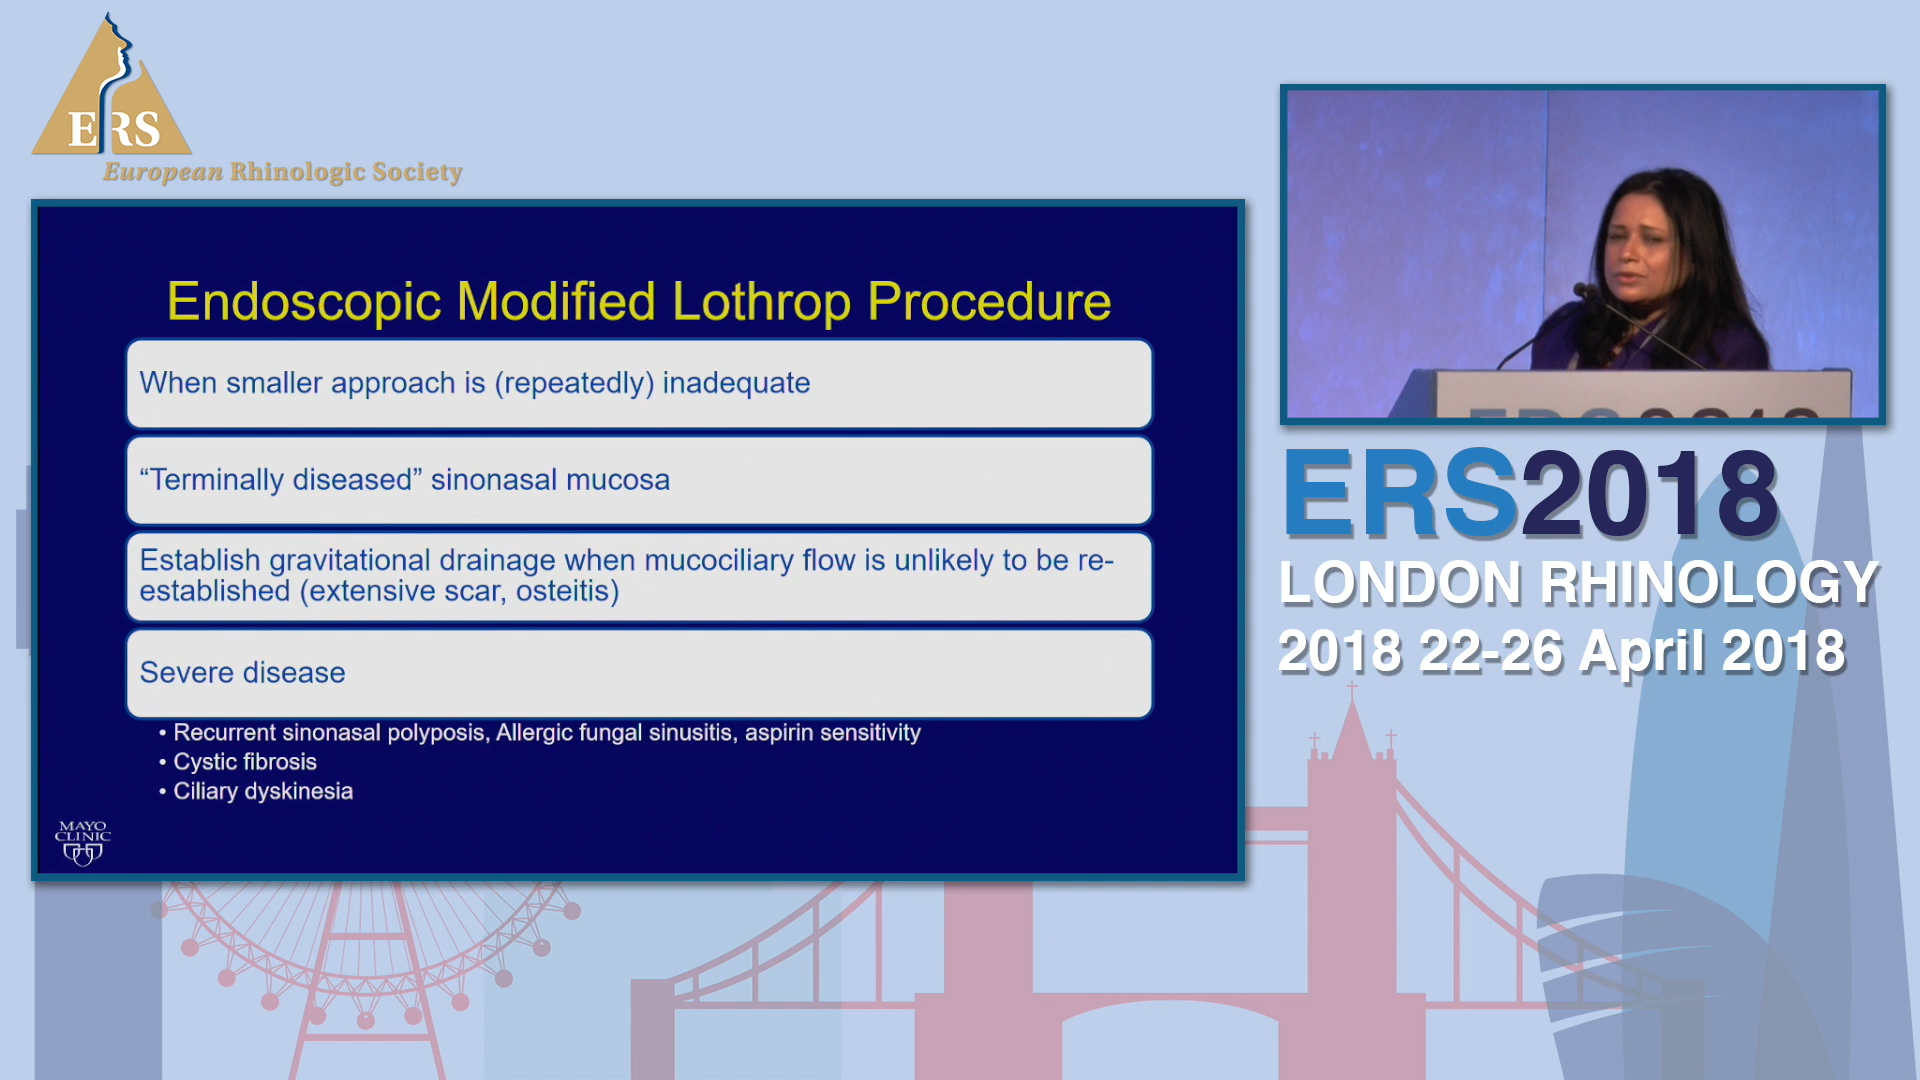 ERS
European Rhinologic Society
Endoscopic Modified Lothrop Procedure
When smaller approach is (repeatedly) inadequate
“Terminally diseased” sinonasal mucosa
Establish gravitational drainage when mucociliary flow is unlikely to be re-
established (extensive scar, osteitis)
Severe disease
• Recurrent sinonasal polyposis, Allergic fungal sinusitis, aspirin sensitivity
• Cystic fibrosis
• Ciliary dyskinesia
MAYO
CLINIC
ERS2018
ERS2018
LONDON RHINOLOGY
2018 22-26 April 2018